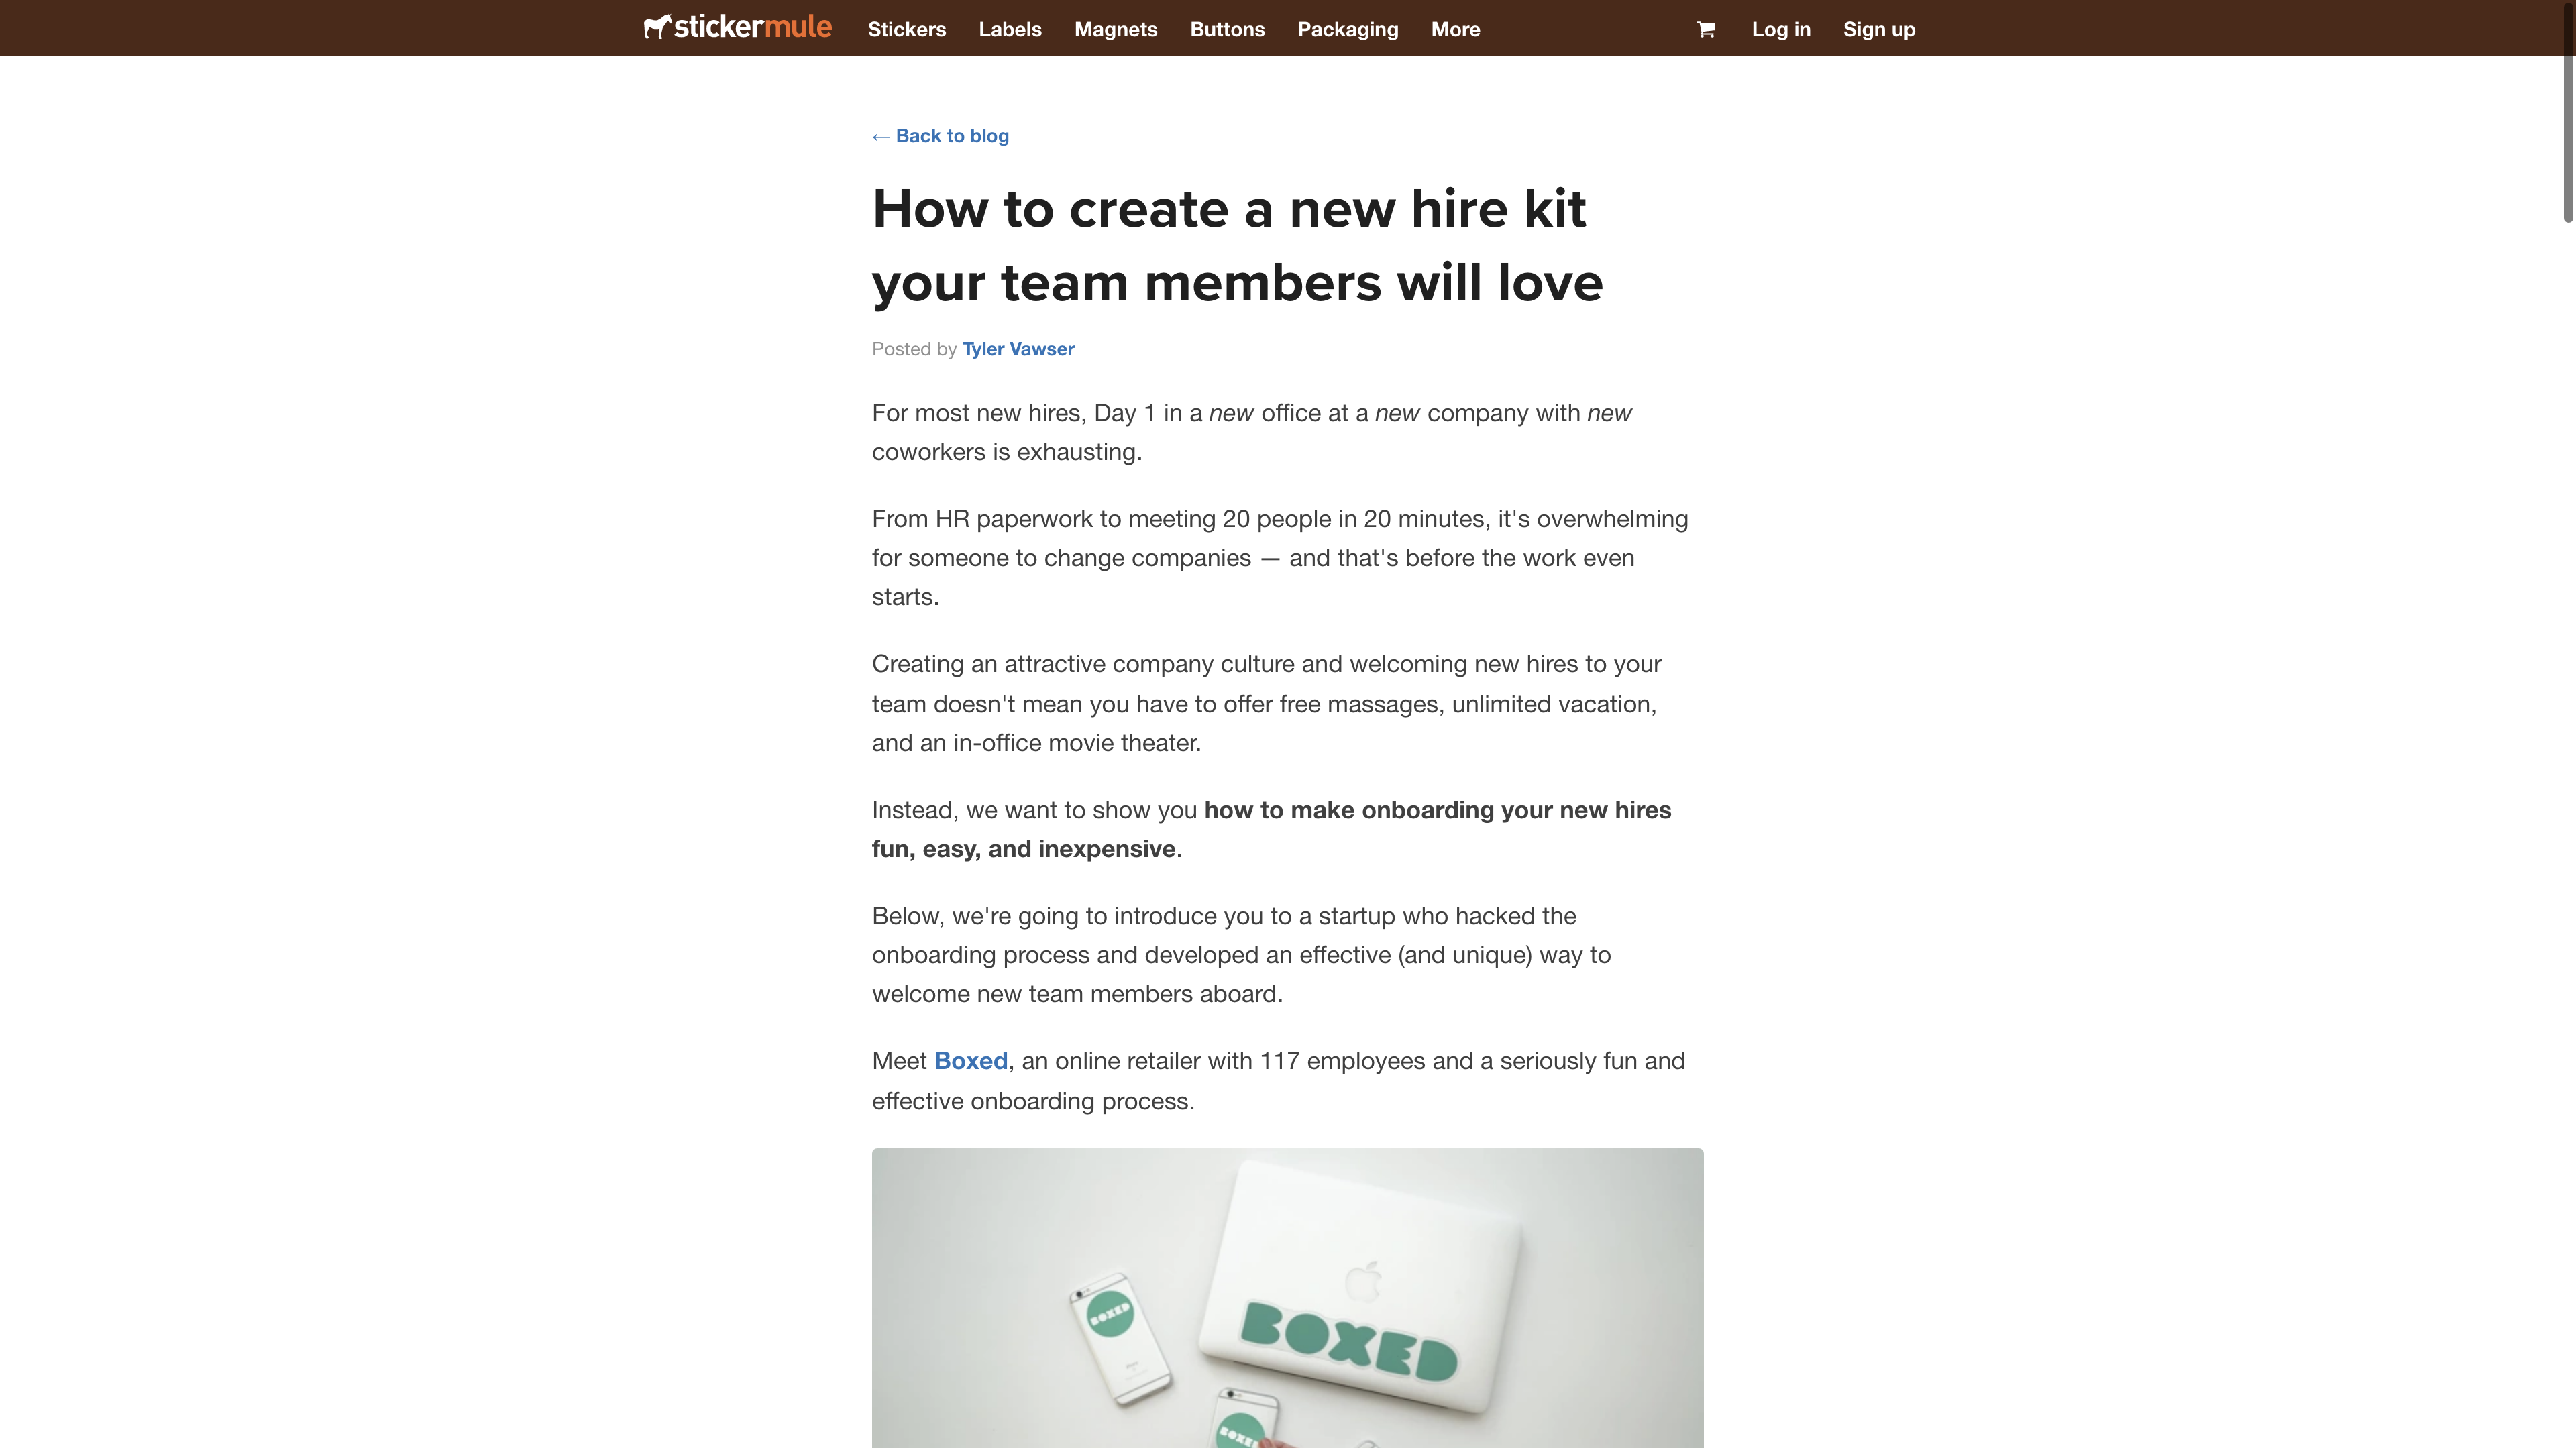 stickermule Stickers Labels Magnets Buttons Packaging More Log in Sign up
← Back to blog
How to create a new hire kit
your team members will love
Posted by Tyler Vawser
For most new hires, Day 1 in a new office at a new company with new
coworkers is exhausting.
From HR paperwork to meeting 20 people in 20 minutes, it's overwhelming
for someone to change companies — and that's before the work even
starts.
Creating an attractive company culture and welcoming new hires to your
team doesn't mean you have to offer free massages, unlimited vacation,
and an in-office movie theater.
Instead, we want to show you how to make onboarding your new hires
fun, easy, and inexpensive.
Below, we're going to introduce you to a startup who hacked the
onboarding process and developed an effective (and unique) way to
welcome new team members aboard.
Meet Boxed, an online retailer with 117 employees and a seriously fun and
effective onboarding process.
BOXED
BOXED
BOXED